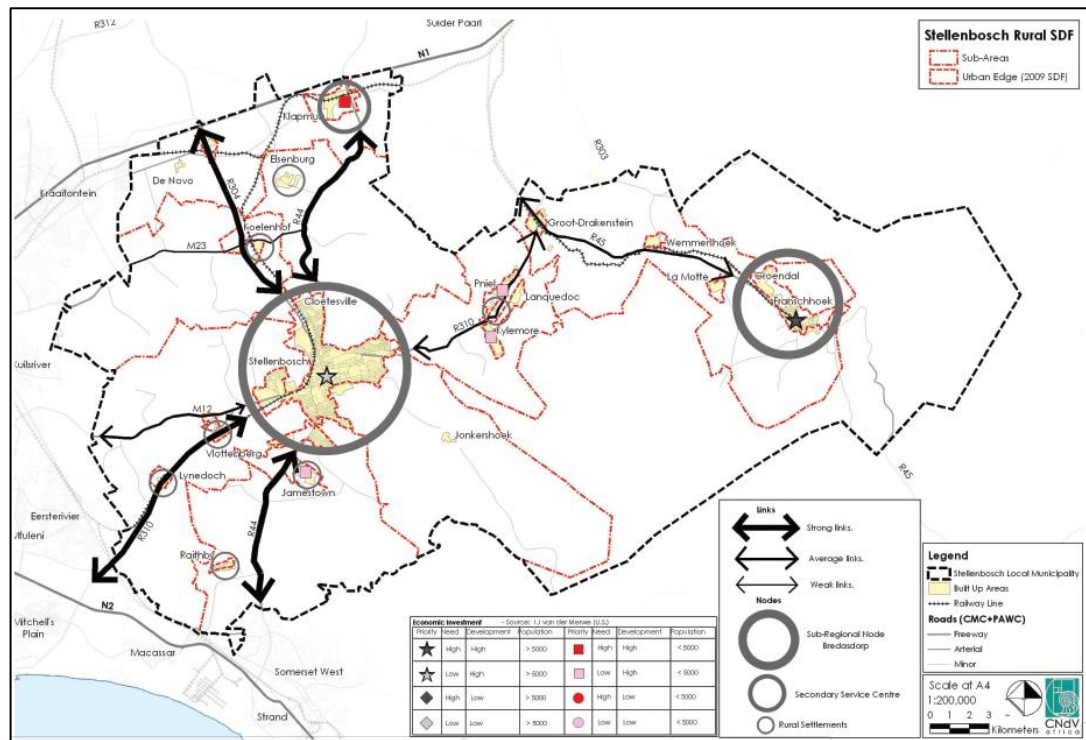 R312
Suider Paarl
N1
Stellenbosch Rural SDF
Sub-Areas
Urban Edge (2009 SDF)
Klapmu
Elsenburg
R303
De Novo
Kraaifontein
R304
R44
Koelenhof
M23
Groot-Drakenstein
R45
Wemmershoek
La Motte
Groendal
Franschhoek
Pniel
Lanquedoc
Kylemore
R310
Cloetesville
Stellenbosch
Kuilsriver
M12
Vlottenberg
Jonkershoek
Lynedoch
Jamestown
R45
Eersterivier
Mfuleni
R310
R44
Raithby
N2
Mitchell's
Plain
Macassar
Somerset West
Strand
Links
Strong links.
Average links.
Weak links.
Nodes
Sub-Regional Node
Bredasdorp
Secondary Service Centre
Rural Settlements
Economic Investment - Source: I.J van der Merwe (U.S.)
Priority Need Development Population Priority Need Development Population
High High > 5000 High High < 5000
Low High > 5000 Low High < 5000
High Low > 5000 High Low < 5000
Low Low > 5000 Low Low < 5000
Legend
Stellenbosch Local Municipality
Built Up Areas
Railway Line
Roads (CMC+PAWC)
Freeway
Arterial
Minor
Scale at A4
1:200,000
0 1 2 3
Kilometers
CNdV
africa